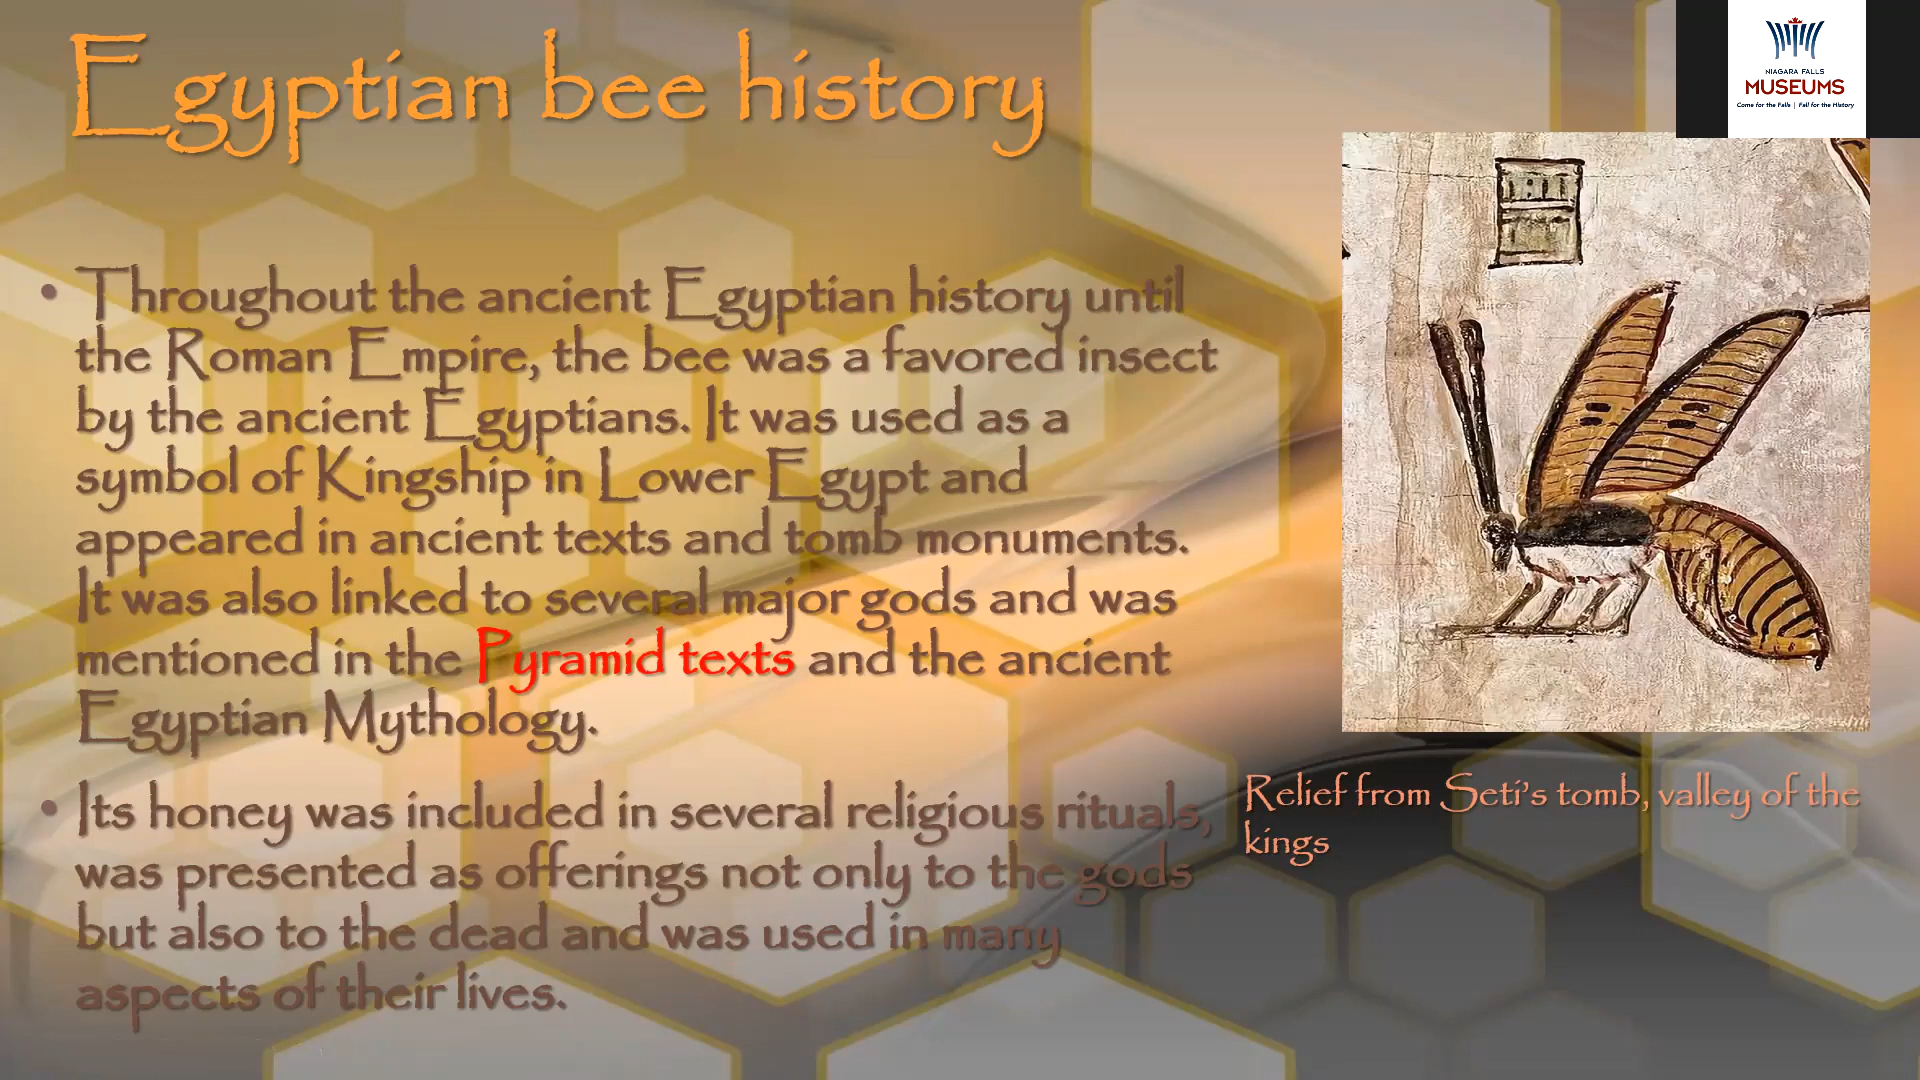 Egyptian bee history
NIAGARA FALLS
MUSEUMS
Come for the Falls | Fall for the History
• Throughout the ancient Egyptian history until
the Roman Empire, the bee was a favored insect
by the ancient Egyptians. It was used as a
symbol of Kingship in Lower Egypt and
appeared in ancient texts and tomb monuments.
It was also linked to several major gods and was
mentioned in the Pyramid texts and the ancient
Egyptian Mythology.
• Its honey was included in several religious rituals,
was presented as offerings not only to the gods
but also to the dead and was used in many
aspects of their lives.
Relief from Seti's tomb, valley of the
kings